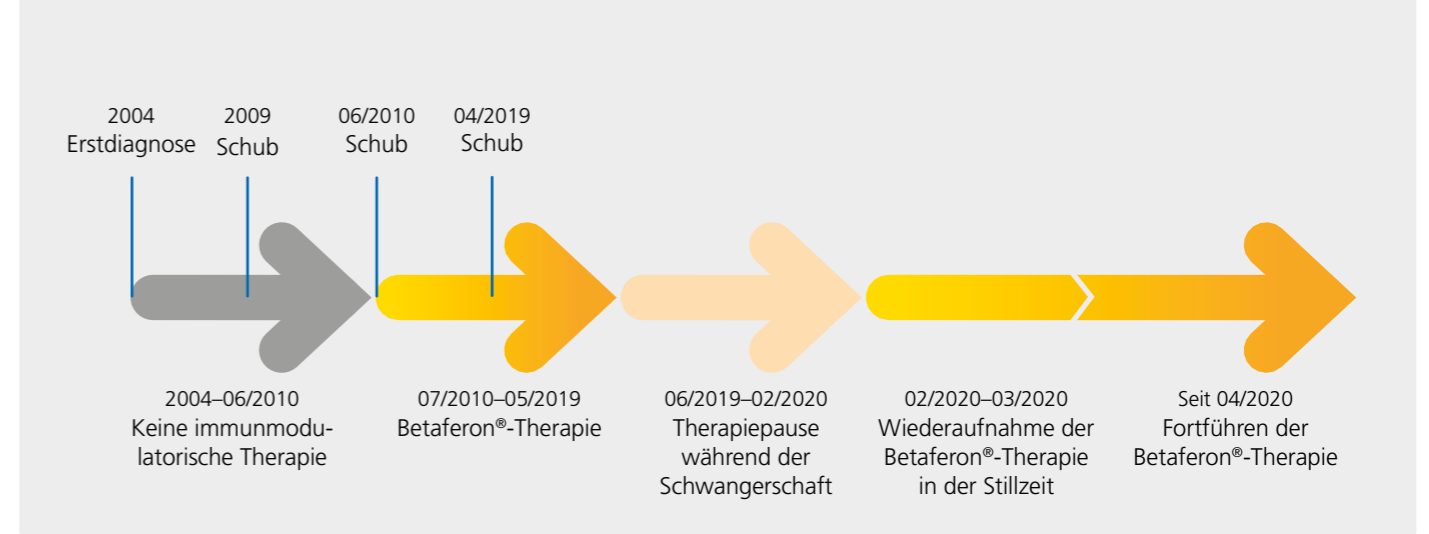 2004
Erstdiagnose
2009
Schub
06/2010
Schub
04/2019
Schub
2004–06/2010
Keine immunmodu-
latorische Therapie
07/2010–05/2019
Betaferon®-Therapie
06/2019–02/2020
Therapiepause
während der
Schwangerschaft
02/2020–03/2020
Wiederaufnahme der
Betaferon®-Therapie
in der Stillzeit
Seit 04/2020
Fortführen der
Betaferon®-Therapie